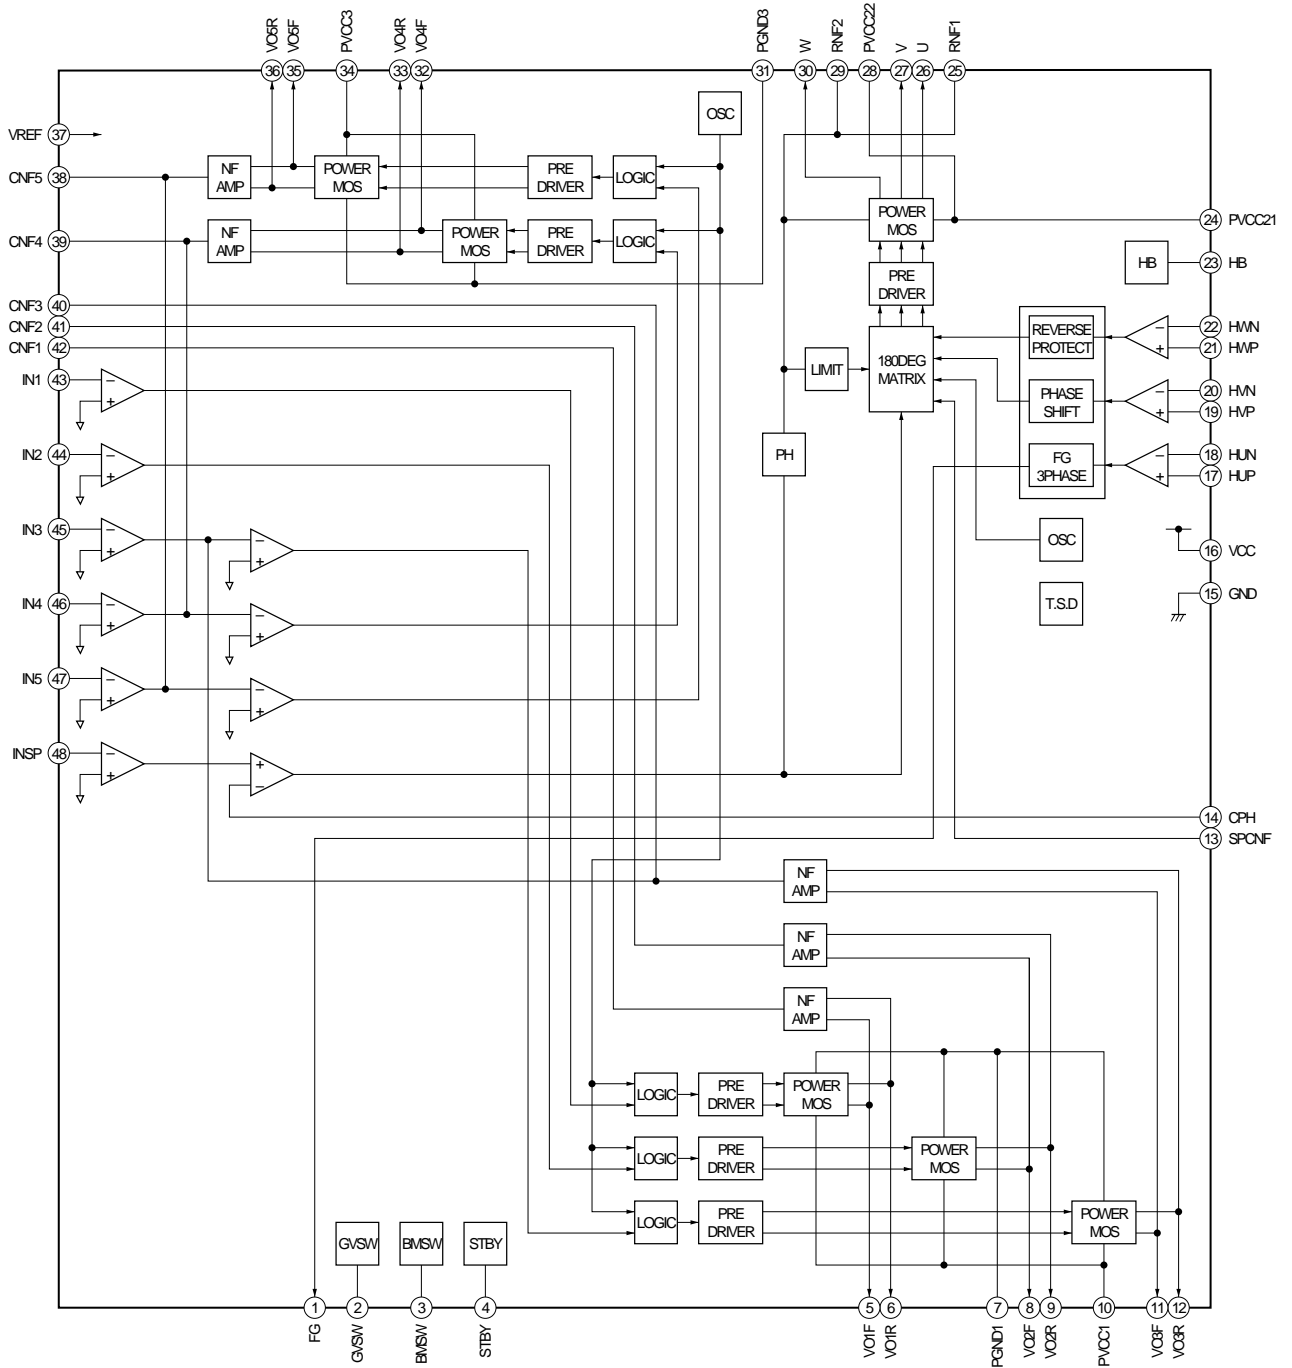 VO5R
VO5F
PVCC3
VO4R
VO4F
PGND3
W
RNF2
PVCC22
V
U
RNF1
36
35
34
33
32
31
30
29
28
27
26
25
OSC
VREF 37
CNF5 38
NF
AMP
POWER
MOS
PRE
DRIVER
LOGIC
CNF4 39
NF
AMP
POWER
MOS
PRE
DRIVER
LOGIC
POWER
MOS
24 PVCC21
HB
23 HB
PRE
DRIVER
CNF3 40
CNF2 41
CNF1 42
REVERSE
PROTECT
−
+
22 HWN
21 HWP
LIMIT
180DEG
MATRIX
IN1 43
−
+
PHASE
SHIFT
−
+
20 HVN
19 HVP
IN2 44
−
+
PH
FG
3PHASE
−
+
18 HUN
17 HUP
IN3 45
−
+
−
+
OSC
16 VCC
IN4 46
−
+
−
+
T.S.D
15 GND
IN5 47
−
+
−
+
INSP 48
−
+
+
−
14 CPH
13 SPCNF
NF
AMP
NF
AMP
NF
AMP
LOGIC
PRE
DRIVER
POWER
MOS
LOGIC
PRE
DRIVER
POWER
MOS
LOGIC
PRE
DRIVER
POWER
MOS
GVSW
BMSW
STBY
1
2
3
4
5
6
7
8
9
10
11
12
FG
GVSW
BMSW
STBY
VO1F
VO1R
PGND1
VO2F
VO2R
PVCC1
VO3F
VO3R